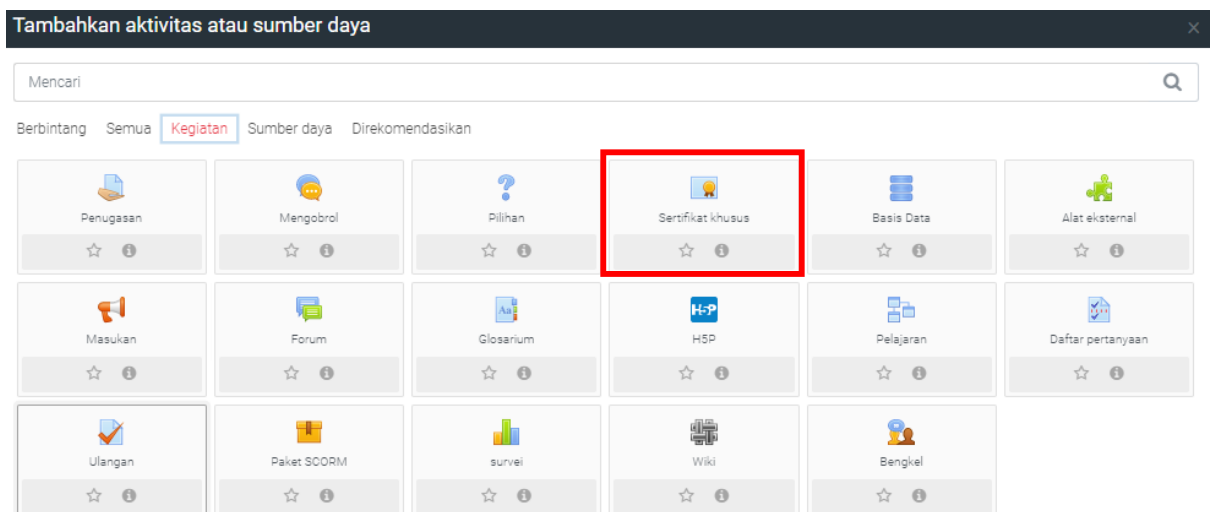 Tambahkan aktivitas atau sumber daya
Mencari
Berbintang Semua Kegiatan Sumber daya Direkomendasikan
Penugasan Mengobrol Pilihan Sertifikat khusus Basis Data Alat eksternal
Masukan Forum Glosarium H5P Pelajaran Daftar pertanyaan
Ulangan Paket SCORM survei Wiki Bengkel